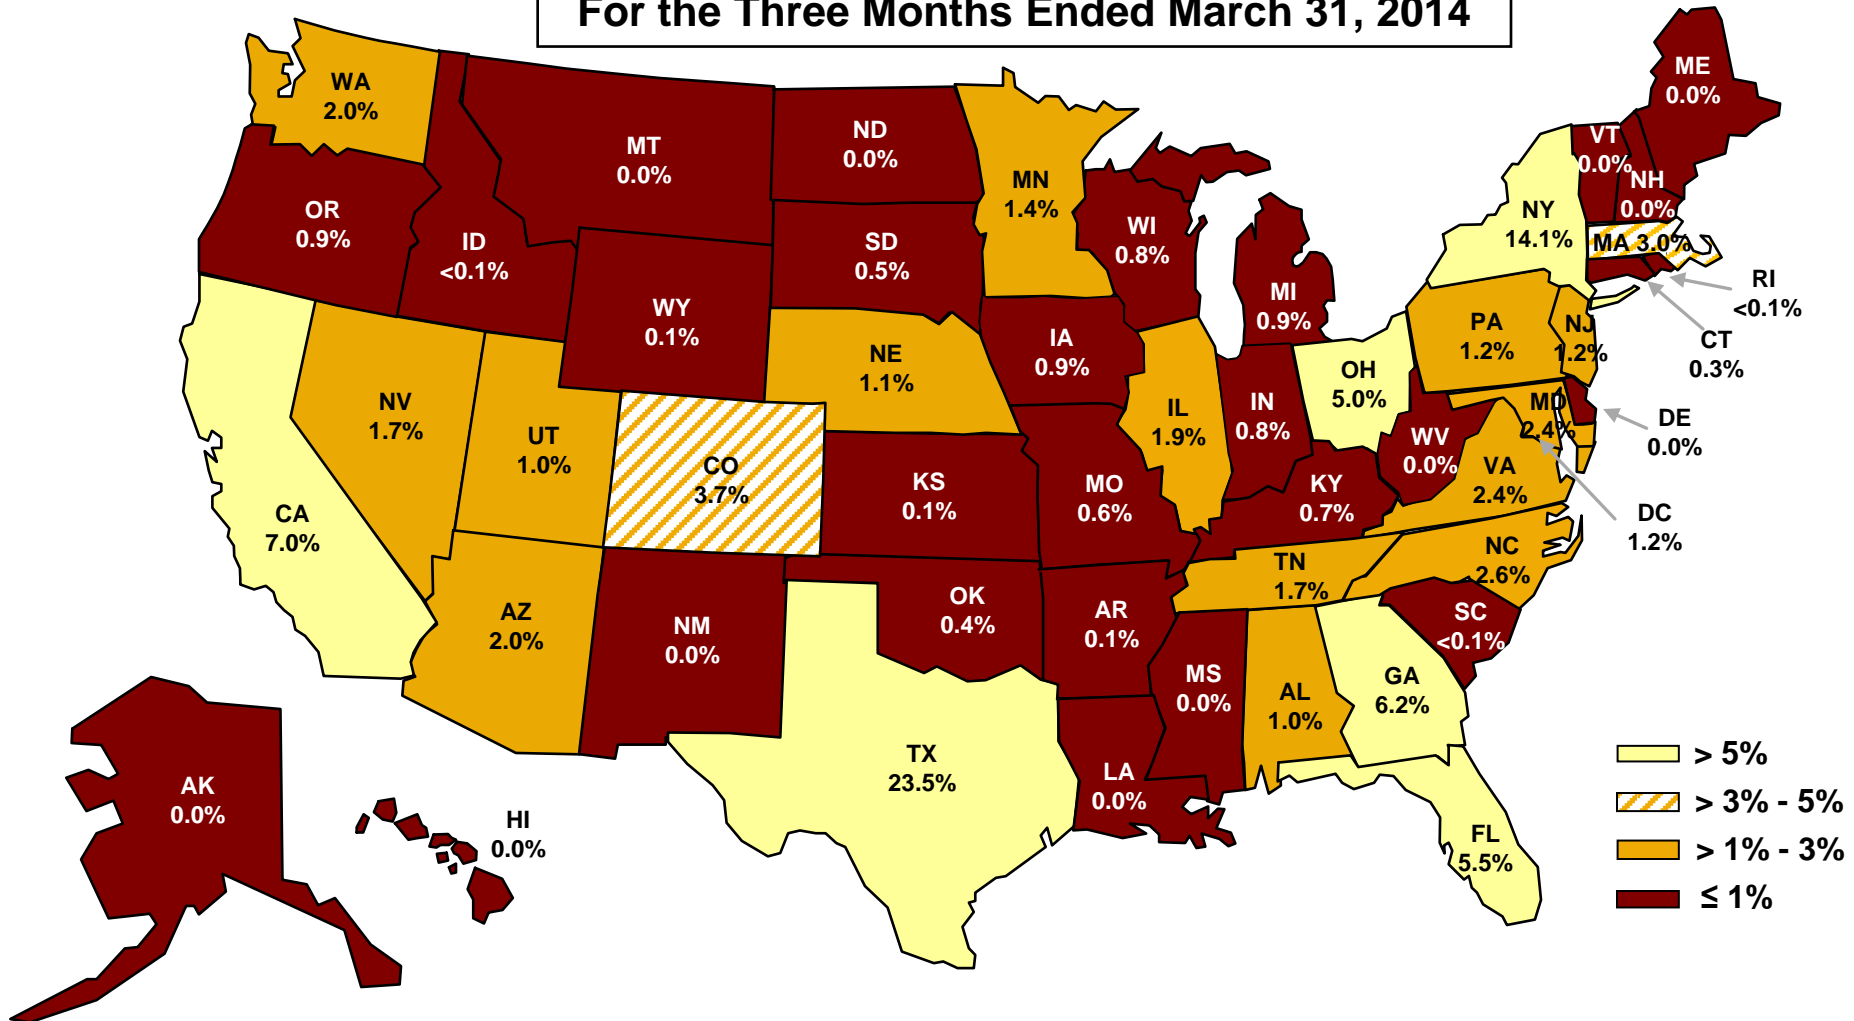 For the Three Months Ended March 31, 2014
WA
2.0%
OR
0.9%
ID
<0.1%
MT
0.0%
ND
0.0%
SD
0.5%
WY
0.1%
MN
1.4%
WI
0.8%
MI
0.9%
ME
0.0%
VT
0.0%
NH
0.0%
NY
14.1%
MA 3.0%
RI
<0.1%
CT
0.3%
PA
1.2%
NJ
1.2%
OH
5.0%
IN
0.8%
IL
1.9%
IA
0.9%
NE
1.1%
NV
1.7%
UT
1.0%
CO
3.7%
CA
7.0%
KS
0.1%
MO
0.6%
KY
0.7%
WV
0.0%
MD
2.4%
DE
0.0%
VA
2.4%
DC
1.2%
NC
2.6%
TN
1.7%
SC
<0.1%
AZ
2.0%
NM
0.0%
OK
0.4%
AR
0.1%
MS
0.0%
AL
1.0%
GA
6.2%
TX
23.5%
LA
0.0%
FL
5.5%
AK
0.0%
HI
0.0%
> 5%
> 3% - 5%
> 1% - 3%
≤ 1%